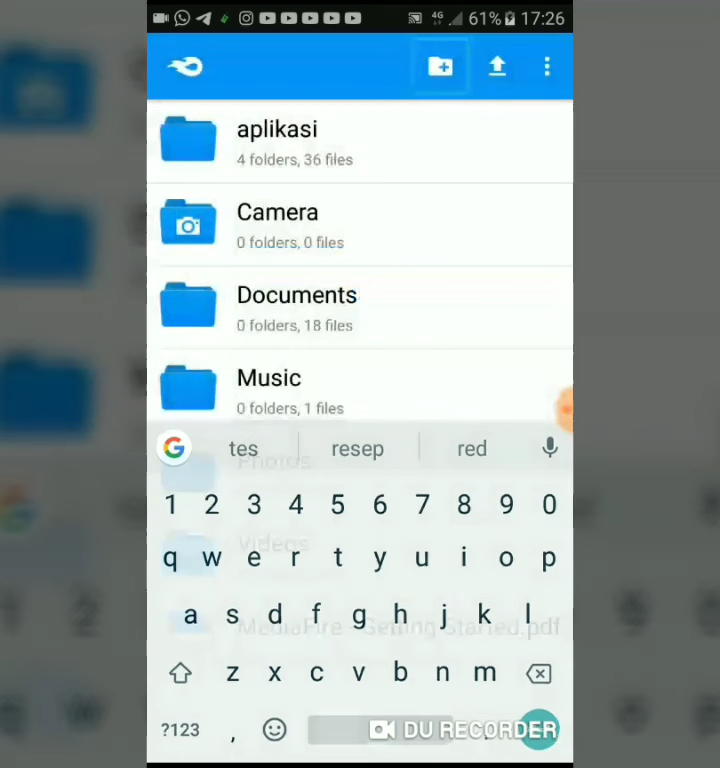 4G 61% 17:26
aplikasi
4 folders, 36 files
Camera
0 folders, 0 files
Documents
0 folders, 18 files
Music
0 folders, 1 files
tes resep red
Photos
1 2 3 4 5 6 7 8 9 0
Videos
q w e r t y u i o p
a s d f g h j k l
MediaFire - Getting Started.pdf
z x c v b n m
?123 , .
DU RECORDER